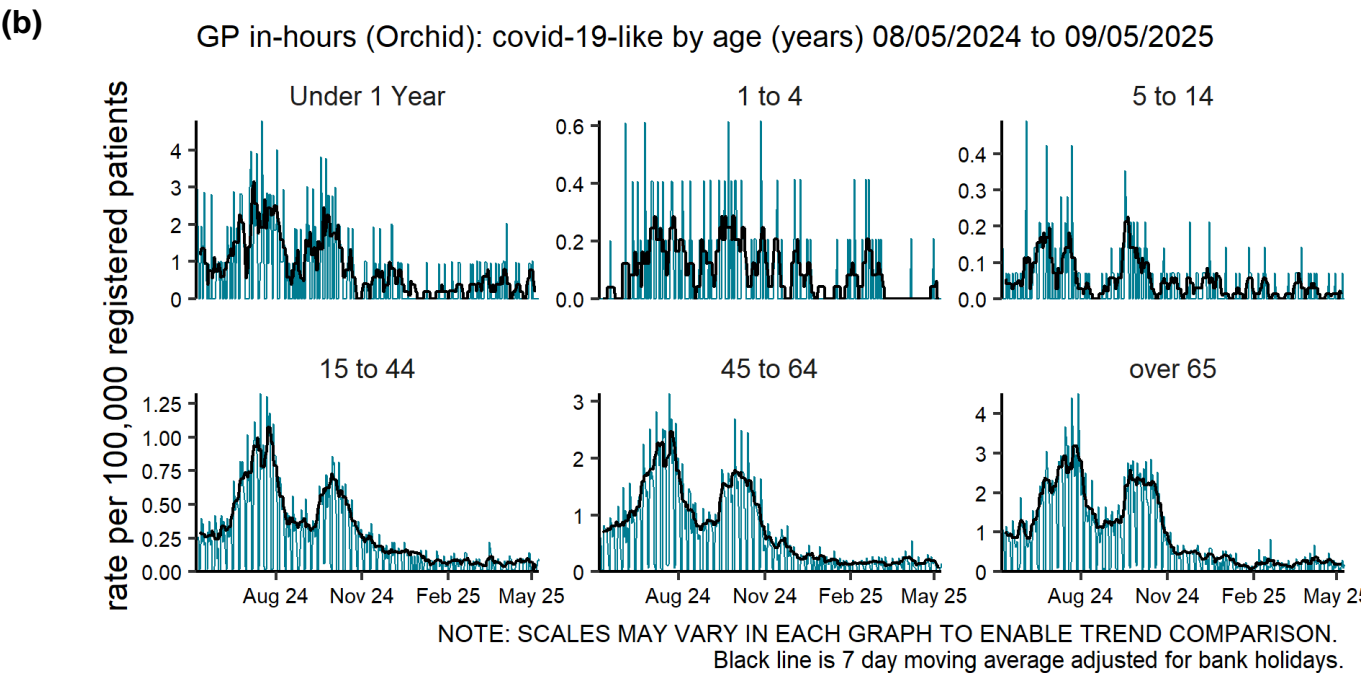 (b)
GP in-hours (Orchid): covid-19-like by age (years) 08/05/2024 to 09/05/2025
rate per 100,000 registered patients
Under 1 Year
4
3
2
1
0
1 to 4
0.6
0.4
0.2
0.0
5 to 14
0.4
0.3
0.2
0.1
0.0
15 to 44
1.25
1.00
0.75
0.50
0.25
0.00
Aug 24 Nov 24 Feb 25 May 25
45 to 64
3
2
1
0
Aug 24 Nov 24 Feb 25 May 25
over 65
4
3
2
1
0
Aug 24 Nov 24 Feb 25 May 25
NOTE: SCALES MAY VARY IN EACH GRAPH TO ENABLE TREND COMPARISON.
Black line is 7 day moving average adjusted for bank holidays.